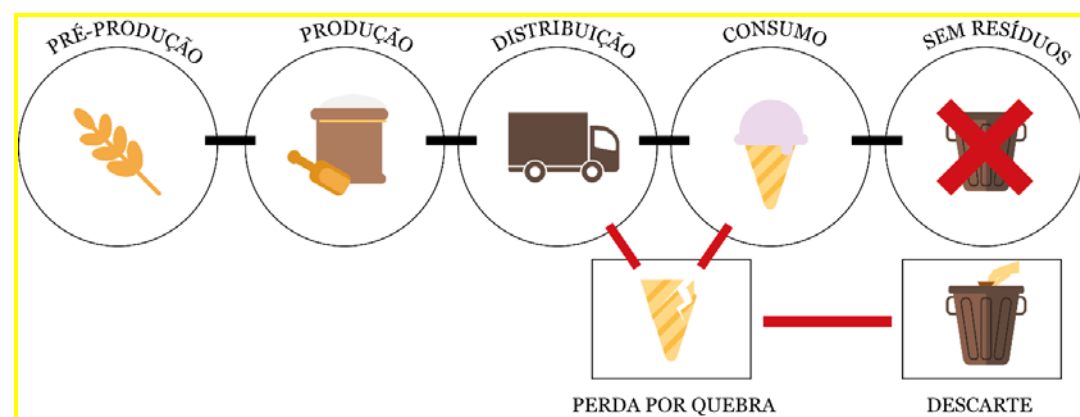 PRÉ-PRODUÇÃO
PRODUÇÃO
DISTRIBUIÇÃO
CONSUMO
SEM RESÍDUOS
PERDA POR QUEBRA
DESCARTE